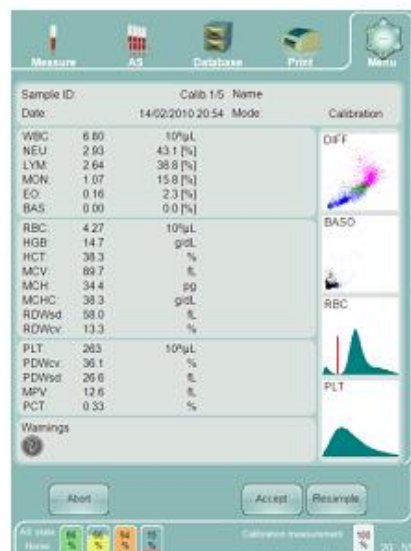 Measure AS Database Print Menu
Sample ID: Calib 1/5 Name
Date: 14/02/2010 20:54 Mode: Calibration
WBC: 6.80 10³/µL
NEU: 2.93 43.1 [%]
LYM: 2.64 38.8 [%]
MON: 1.07 15.8 [%]
EO: 0.16 2.3 [%]
BAS: 0.00 0.0 [%]
DIFF
RBC: 4.27
HGB: 14.7 g/dL
HCT: 38.3 %
MCV: 89.7 fL
MCH: 34.4 pg
MCHC: 38.3 g/dL
RDWsd: 58.0 fL
RDWcv: 13.3 %
BASO
RBC
PLT: 263
PDWcv: 36.1 %
PDWsd: 26.6 fL
MPV: 12.6 fL
PCT: 0.33 %
PLT
Warnings
?
Abort Accept Resample
AS state
None
Calibration measurement
100
%